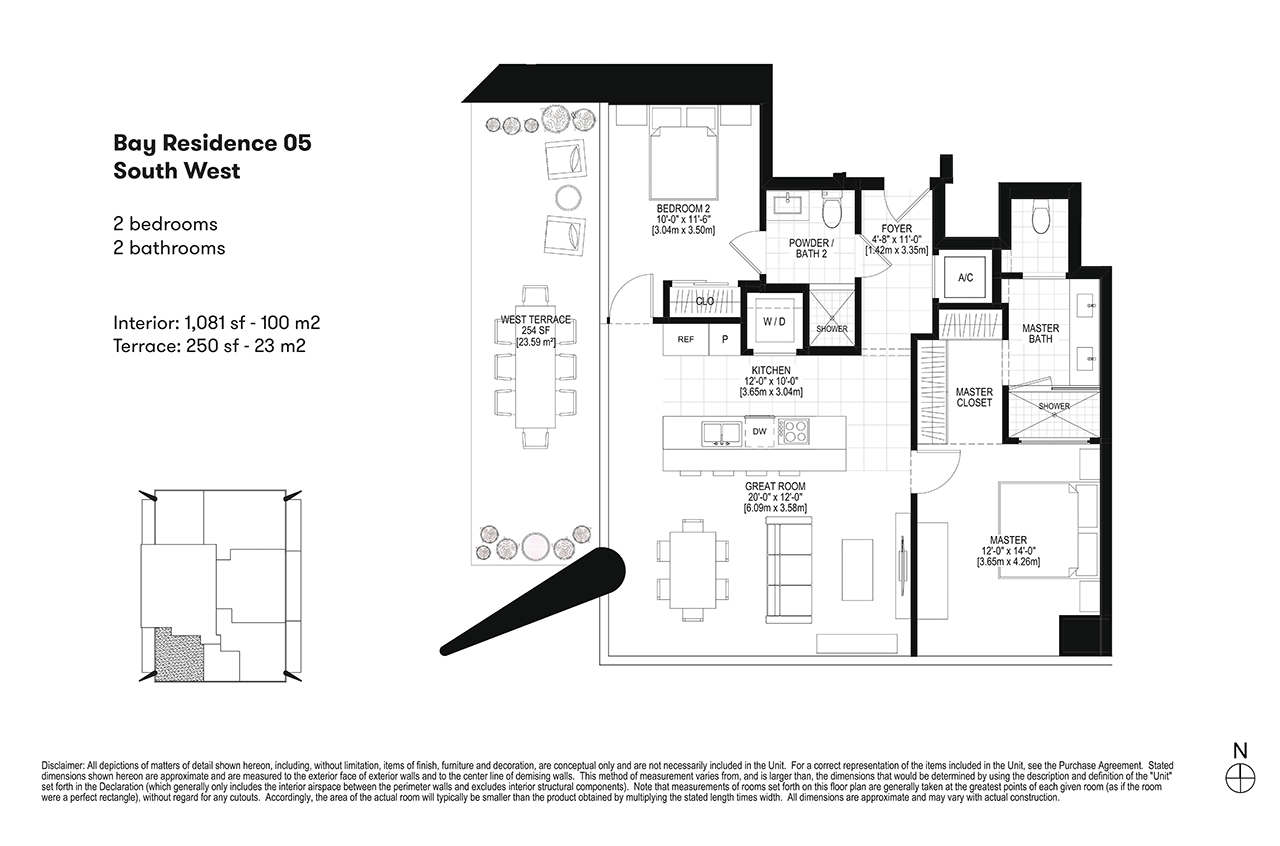 Bay Residence 05
South West
2 bedrooms
2 bathrooms
Interior: 1,081 sf - 100 m2
Terrace: 250 sf - 23 m2
BEDROOM 2
10'-0" x 11'-6"
[3.04m x 3.50m]
POWDER /
BATH 2
FOYER
4'-8" x 11'-0"
[1.42m x 3.35m]
A/C
CLO
W / D
SHOWER
WEST TERRACE
254 SF
[23.59 m²]
REF
P
MASTER
BATH
KITCHEN
12'-0" x 10'-0"
[3.65m x 3.04m]
MASTER
CLOSET
SHOWER
DW
GREAT ROOM
20'-0" x 12'-0"
[6.09m x 3.58m]
MASTER
12'-0" x 14'-0"
[3.65m x 4.26m]
N
Disclaimer: All depictions of matters of detail shown hereon, including, without limitation, items of finish, furniture and decoration, are conceptual only and are not necessarily included in the Unit.  For a correct representation of the items included in the Unit, see the Purchase Agreement.  Stated
dimensions shown hereon are approximate and are measured to the exterior face of exterior walls and to the center line of demising walls.  This method of measurement varies from, and is larger than, the dimensions that would be determined by using the description and definition of the "Unit"
set forth in the Declaration (which generally only includes the interior airspace between the perimeter walls and excludes interior structural components).  Note that measurements of rooms set forth on this floor plan are generally taken at the greatest points of each given room (as if the room
were a perfect rectangle), without regard for any cutouts.  Accordingly, the area of the actual room will typically be smaller than the product obtained by multiplying the stated length times width.  All dimensions are approximate and may vary with actual construction.